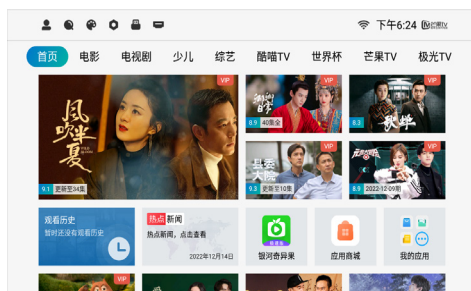 下午6:24
首页 电影 电视剧 少儿 综艺 酷喵TV 世界杯 芒果TV 极光TV
VIP
风吹半夏
9.1 更新至34集
VIP
8.9 40集全
VIP
8.3
县委大院
9.3 更新至10集
VIP
8.9 2022-12-09期
观看历史
暂时还没有观看历史
热点 新闻
热点新闻，点击查看
2022年12月14日
银河奇异果
应用商城
我的应用
VIP
VIP